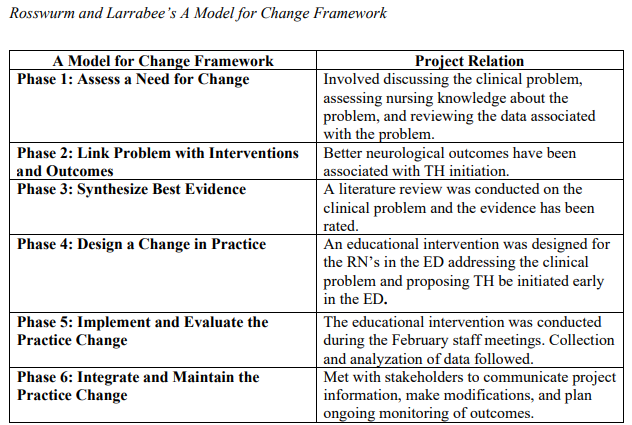 Rosswurm and Larrabee’s A Model for Change Framework
A Model for Change Framework
Project Relation
Phase 1: Assess a Need for Change
Involved discussing the clinical problem,
assessing nursing knowledge about the
problem, and reviewing the data associated
with the problem.
Phase 2: Link Problem with Interventions
and Outcomes
Better neurological outcomes have been
associated with TH initiation.
Phase 3: Synthesize Best Evidence
A literature review was conducted on the
clinical problem and the evidence has been
rated.
Phase 4: Design a Change in Practice
An educational intervention was designed for
the RN’s in the ED addressing the clinical
problem and proposing TH be initiated early
in the ED.
Phase 5: Implement and Evaluate the
Practice Change
The educational intervention was conducted
during the February staff meetings. Collection
and analyzation of data followed.
Phase 6: Integrate and Maintain the
Practice Change
Met with stakeholders to communicate project
information, make modifications, and plan
ongoing monitoring of outcomes.